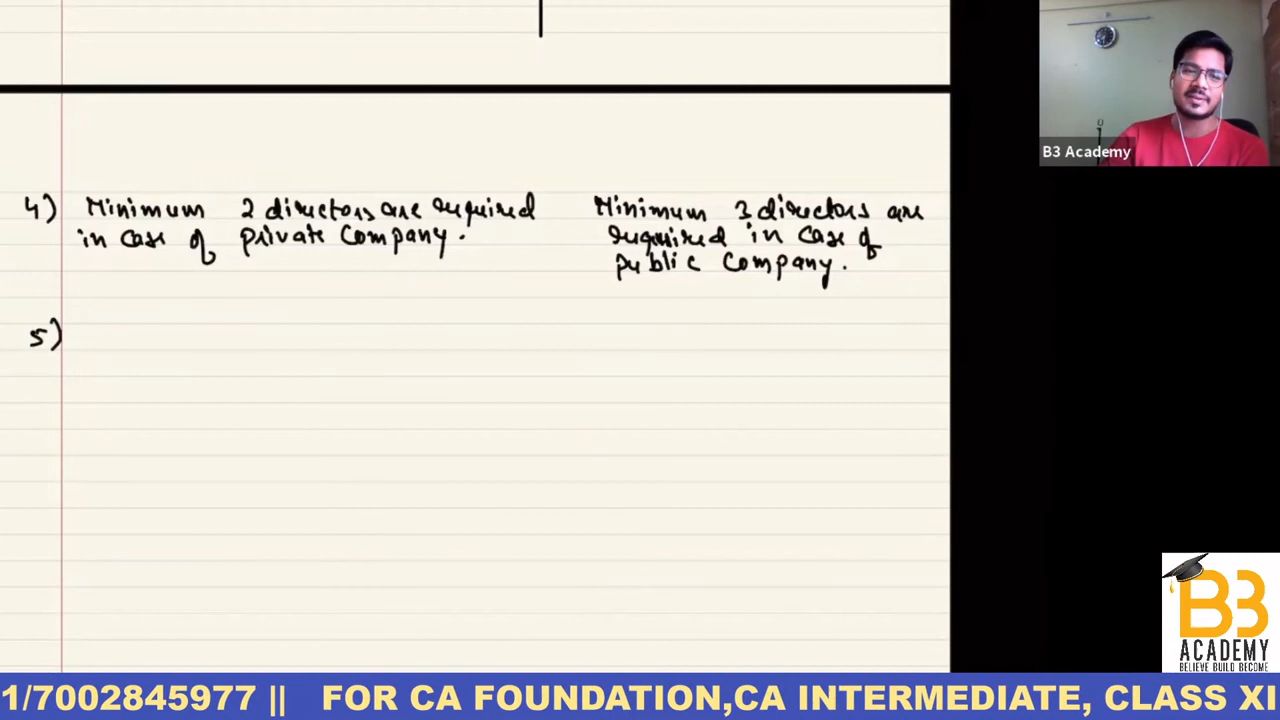 B3 Academy
4) Minimum 2 directors are required
in case of private Company.
Minimum 3 directors are
required in case of
public Company.
5)
B3
ACADEMY
BELIEVE BUILD BECOME
1/7002845977 || FOR CA FOUNDATION,CA INTERMEDIATE, CLASS XI